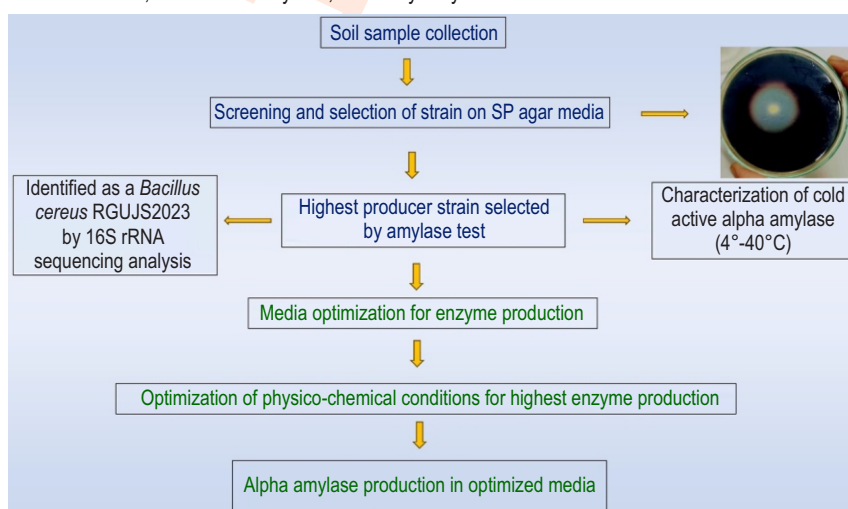 Soil sample collection
Screening and selection of strain on SP agar media
Identified as a Bacillus
cereus RGUJS2023
by 16S rRNA
sequencing analysis
Highest producer strain selected
by amylase test
Characterization of cold
active alpha amylase
(4°-40°C)
Media optimization for enzyme production
Optimization of physico-chemical conditions for highest enzyme production
Alpha amylase production in optimized media